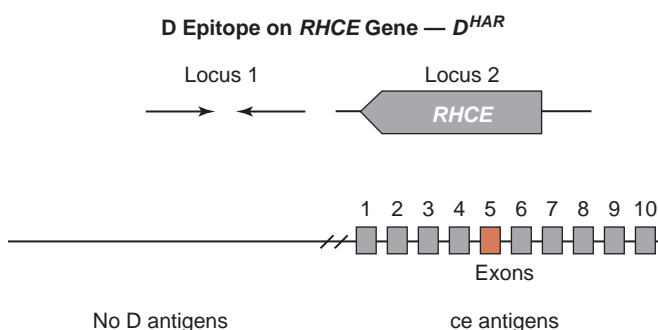 D Epitope on RHCE Gene — D^HAR
Locus 1 Locus 2
RHCE
1 2 3 4 5 6 7 8 9 10
Exons
No D antigens ce antigens